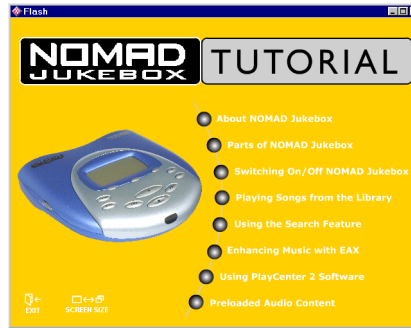 Flash
NOMAD
JUKEBOX
TUTORIAL
About NOMAD Jukebox
Parts of NOMAD Jukebox
Switching On/Off NOMAD Jukebox
Playing Songs from the Library
Using the Search Feature
Enhancing Music with EAX
Using PlayCenter 2 Software
Preloaded Audio Content
EXIT
SCREEN SIZE